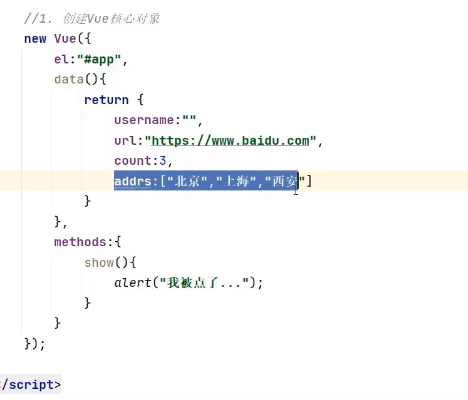 //1. 创建Vue核心对象
new Vue({
el:"#app",
data(){
return {
username:"",
url:"https://www.baidu.com",
count:3,
addrs:["北京","上海","西安"]
}
},
methods:{
show(){
alert("我被点了...");
}
}
});
</script>